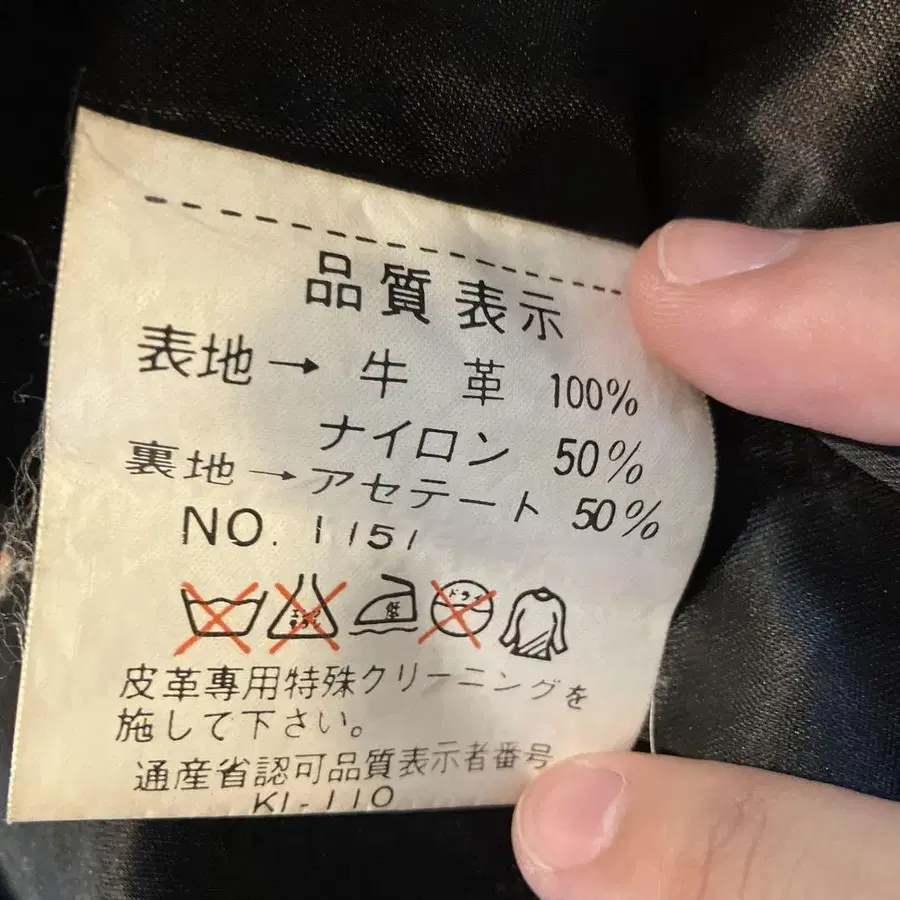 品質表示
表地→牛革 100%
ナイロン 50%
裏地→アセテート 50%
NO. 1151
ドライ
皮革専用特殊クリーニングを
施して下さい。
通産省認可品質表示者番号
KI-110